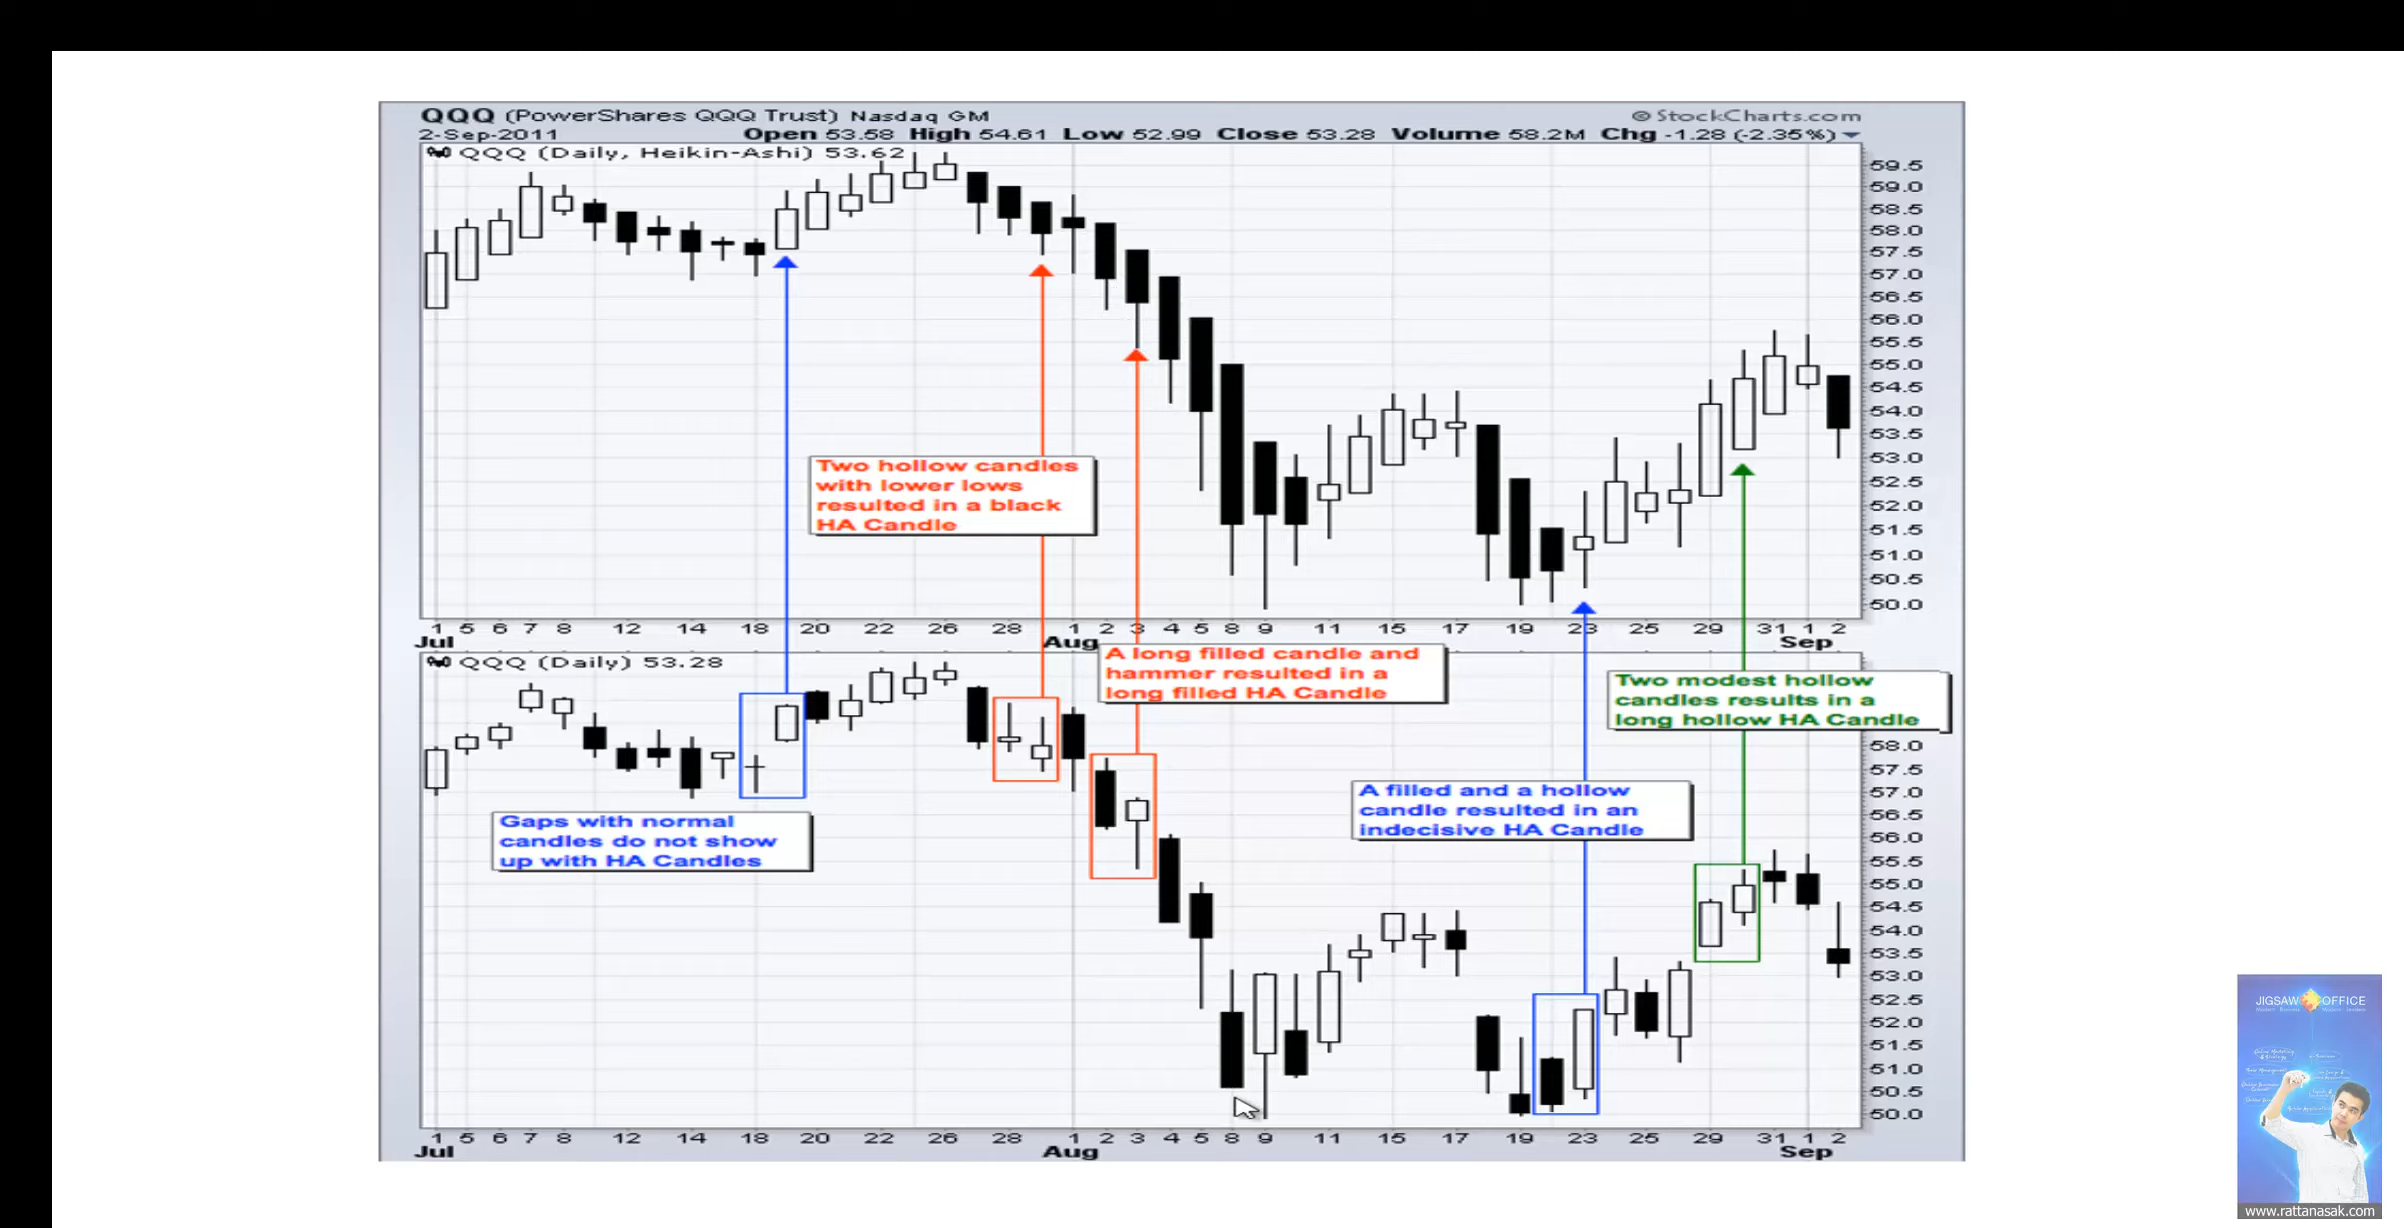 QQQ (PowerShares QQQ Trust) Nasdaq GM
© StockCharts.com
2-Sep-2011
Open 53.58 High 54.61 Low 52.99 Close 53.28 Volume 58.2M Chg -1.28 (-2.35%)
QQQ (Daily, Heikin-Ashi) 53.62
59.5
59.0
58.5
58.0
57.5
57.0
56.5
56.0
55.5
55.0
54.5
54.0
53.5
53.0
52.5
52.0
51.5
51.0
50.5
50.0
Two hollow candles
with lower lows
resulted in a black
HA Candle
1 5 6 7 8 12 14 18 20 22 26 28 1 2 3 4 5 8 9 11 15 17 19 23 25 29 31 1 2
Jul Aug Sep
QQQ (Daily) 53.28
A long filled candle and
hammer resulted in a
long filled HA Candle
Two modest hollow
candles results in a
long hollow HA Candle
Gaps with normal
candles do not show
up with HA Candles
A filled and a hollow
candle resulted in an
indecisive HA Candle
58.0
57.5
57.0
56.5
56.0
55.5
55.0
54.5
54.0
53.5
53.0
52.5
52.0
51.5
51.0
50.5
50.0
1 5 6 7 8 12 14 18 20 22 26 28 1 2 3 4 5 8 9 11 15 17 19 23 25 29 31 1 2
Jul Aug Sep
JIGSAW OFFICE
www.rattanasak.com